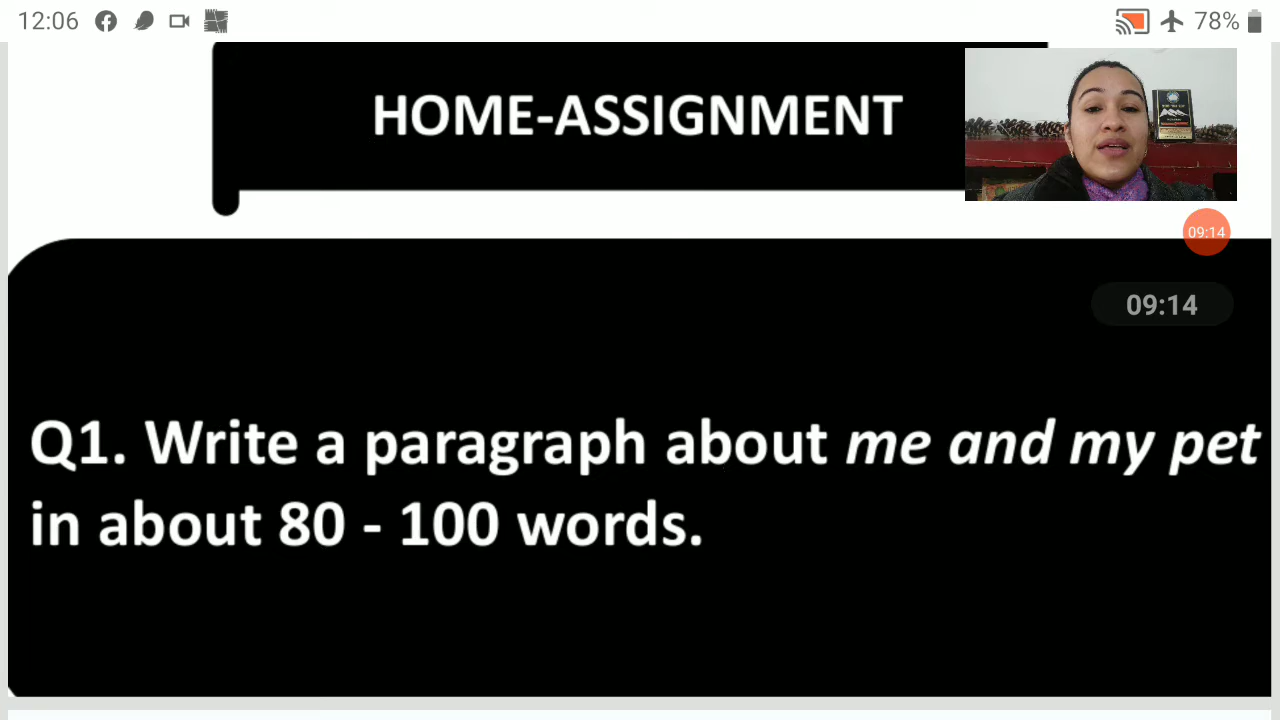 12:06
78%
HOME-ASSIGNMENT
09:14
09:14
Q1. Write a paragraph about me and my pet
in about 80 - 100 words.